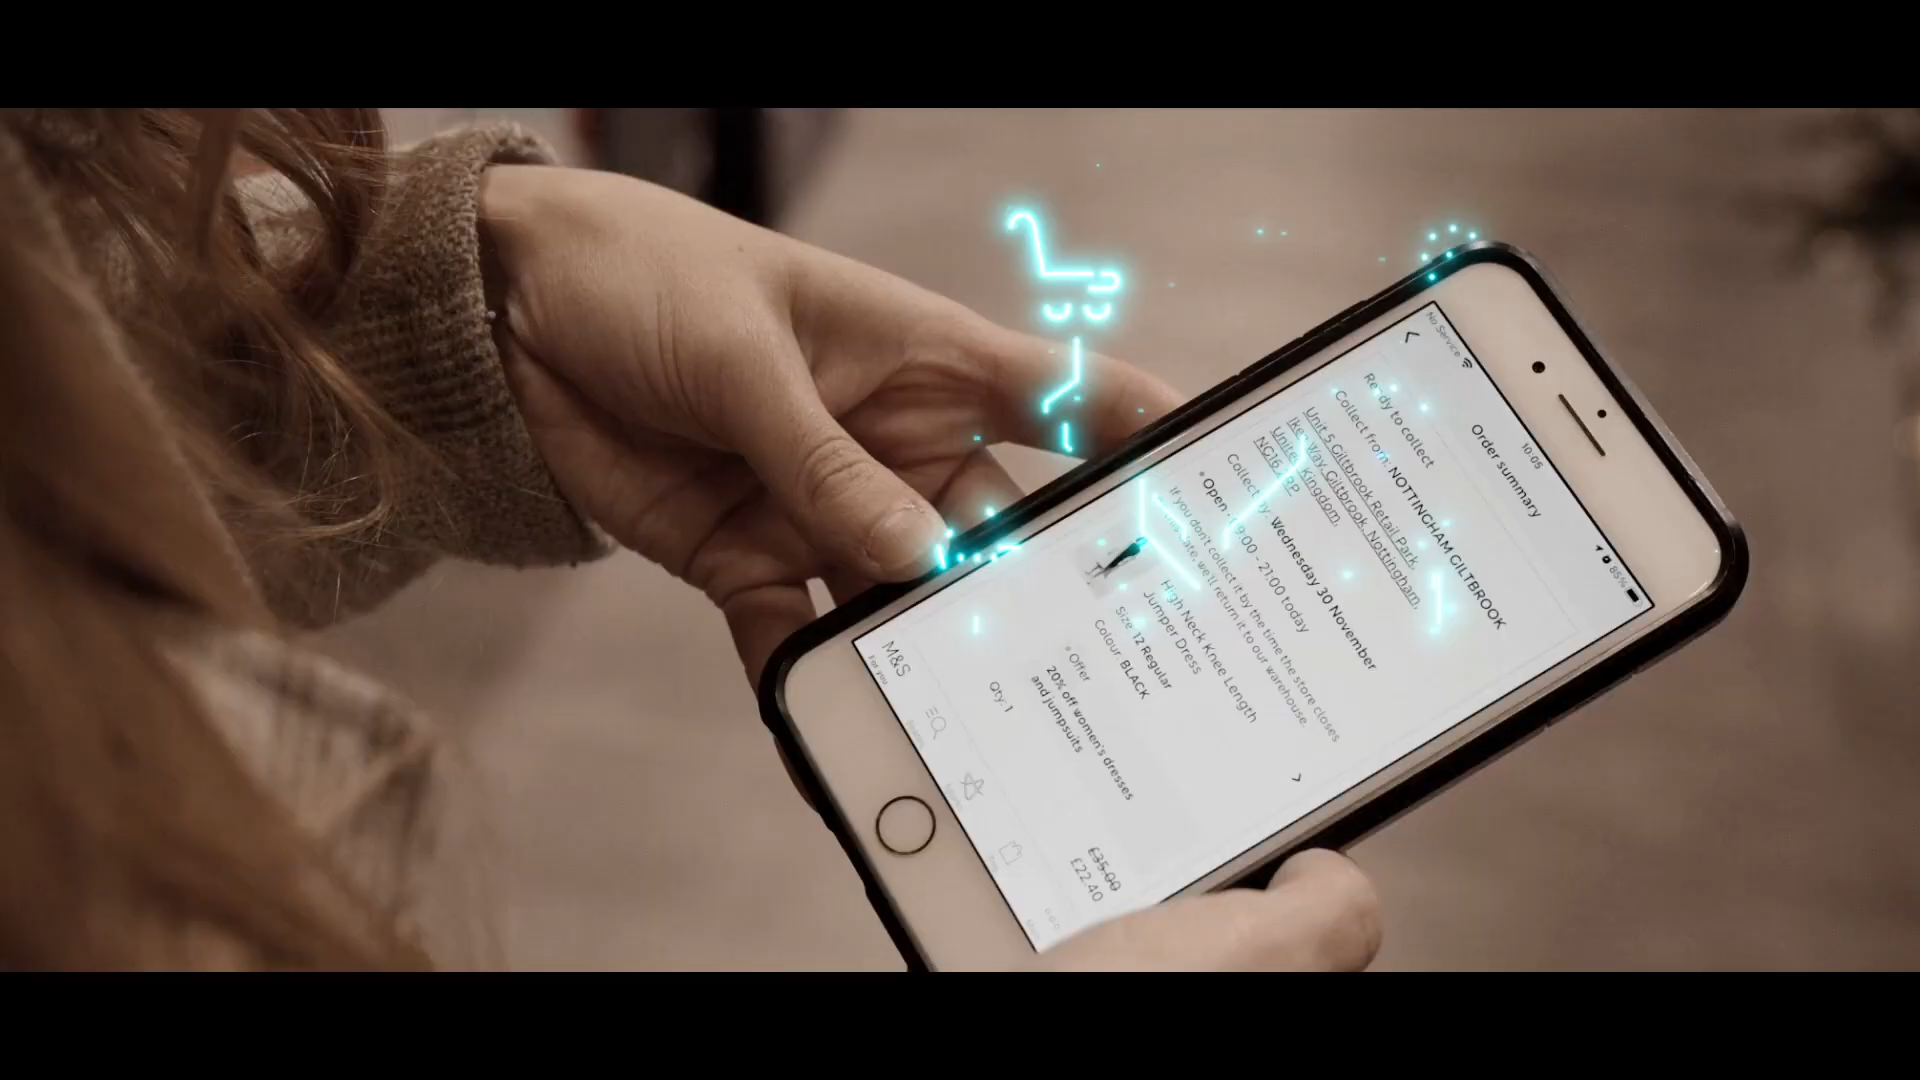 No Service
10:05
85%
Order summary
Ready to collect
Collect from: NOTTINGHAM GILTBROOK
Unit 5 Giltbrook Retail Park,
Ikea Way, Giltbrook, Nottingham,
United Kingdom,
NG16
Collect by: Wednesday 30 November
Open - 9:00 - 21:00 today
If you don't collect it by the time the store closes
this date, we'll return it to our warehouse.
High Neck Knee Length
Jumper Dress
Size: 12 Regular
Colour: BLACK
Offer
20% off women's dresses
and jumpsuits
Qty: 1
£35.00
£22.40
M&S
For you